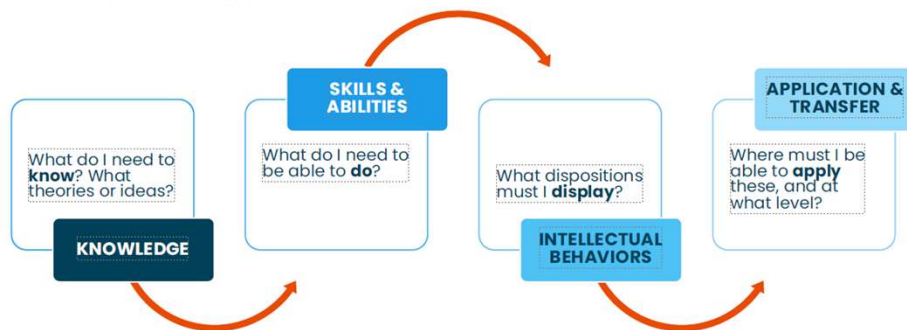 What do I need to
know? What
theories or ideas?
KNOWLEDGE
SKILLS &
ABILITIES
What do I need to
be able to do?
What dispositions
must I display?
INTELLECTUAL
BEHAVIORS
APPLICATION &
TRANSFER
Where must I be
able to apply
these, and at
what level?